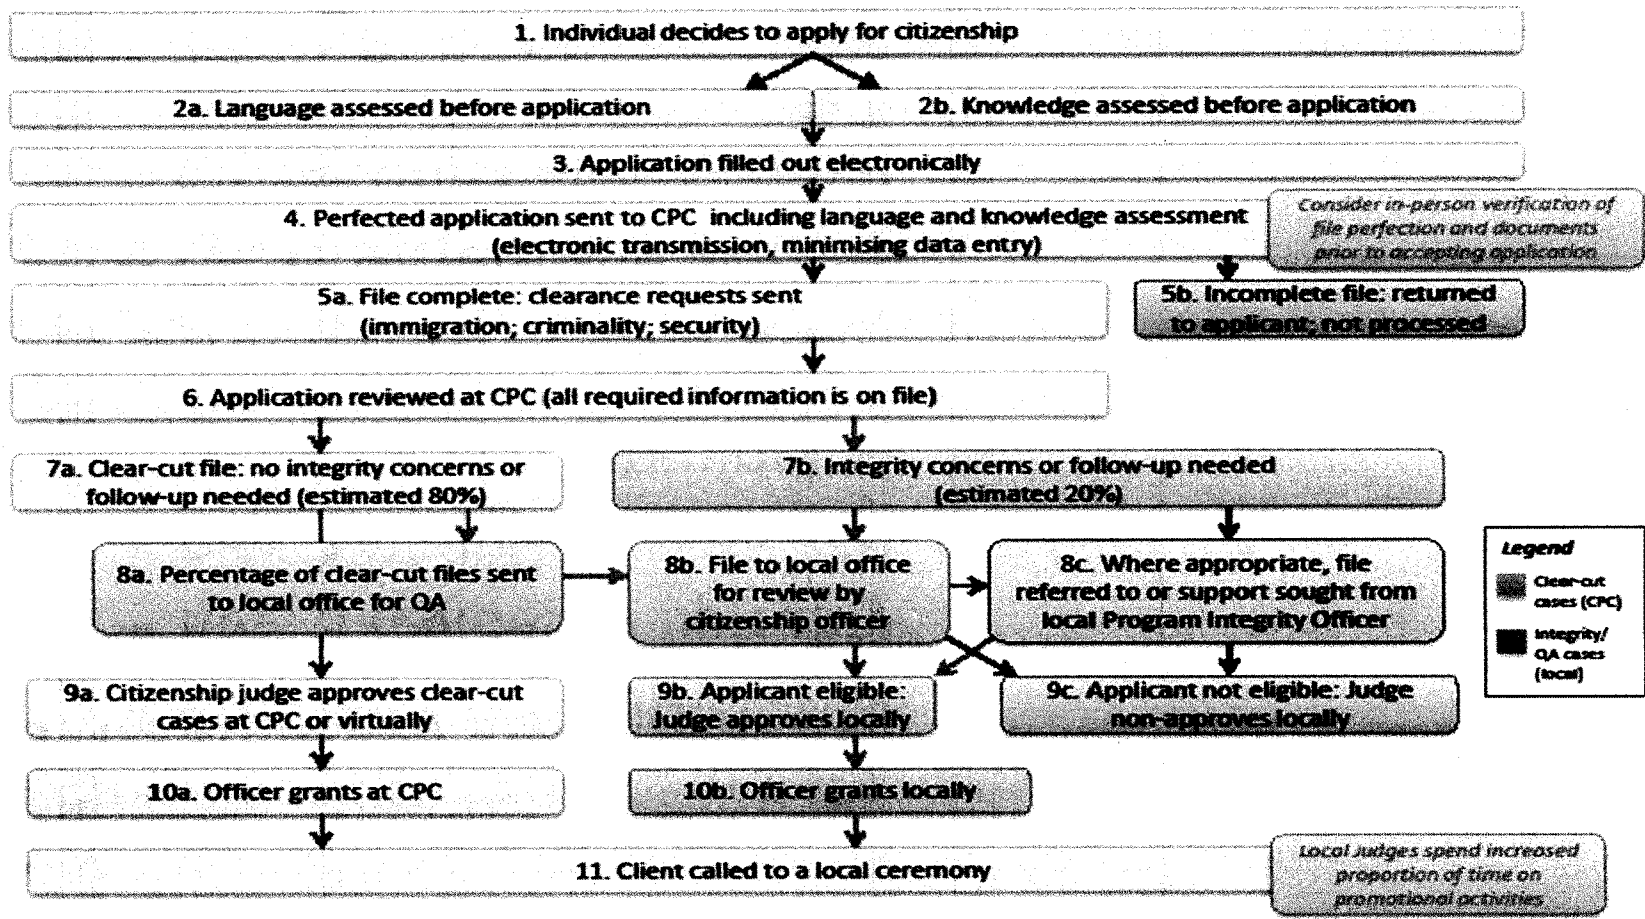 1. Individual decides to apply for citizenship
2a. Language assessed before application
2b. Knowledge assessed before application
3. Application filled out electronically
4. Perfected application sent to CPC including language and knowledge assessment
(electronic transmission, minimising data entry)
Consider in-person verification of
file perfection and documents
prior to accepting application
5a. File complete: clearance requests sent
(immigration; criminality; security)
5b. Incomplete file: returned
to applicant; not processed
6. Application reviewed at CPC (all required information is on file)
7a. Clear-cut file: no integrity concerns or
follow-up needed (estimated 80%)
7b. Integrity concerns or follow-up needed
(estimated 20%)
8a. Percentage of clear-cut files sent
to local office for QA
8b. File to local office
for review by
citizenship officer
8c. Where appropriate, file
referred to or support sought from
local Program Integrity Officer
Legend
Clear-cut
cases (CPC)
Integrity/
QA cases
(local)
9a. Citizenship judge approves clear-cut
cases at CPC or virtually
9b. Applicant eligible:
Judge approves locally
9c. Applicant not eligible: Judge
non-approves locally
10a. Officer grants at CPC
10b. Officer grants locally
11. Client called to a local ceremony
Local Judges spend increased
proportion of time on
promotional activities